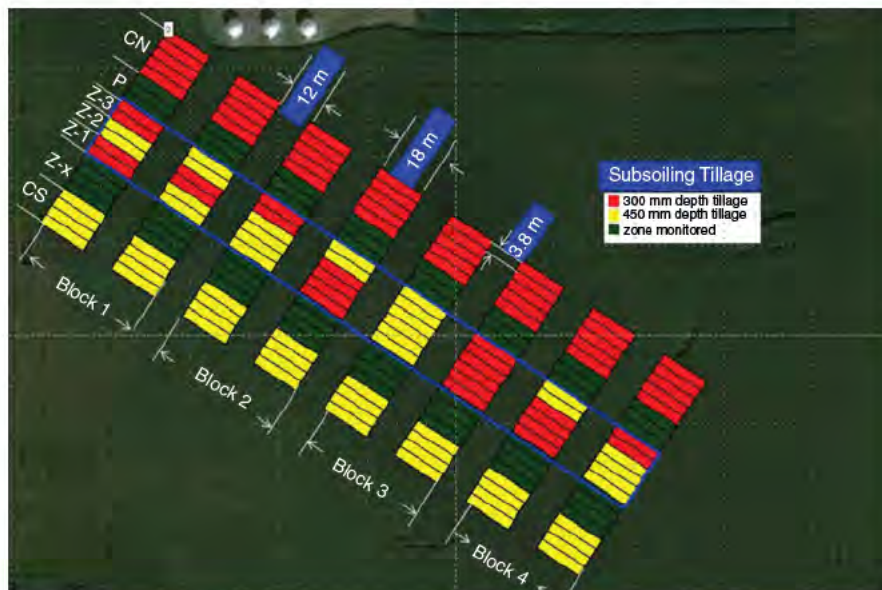 CN
P
Z-3
Z-2
Z-1
Z-x
CS
12 m
18 m
3.8 m
Subsoiling Tillage
300 mm depth tillage
450 mm depth tillage
zone monitored
Block 1
Block 2
Block 3
Block 4